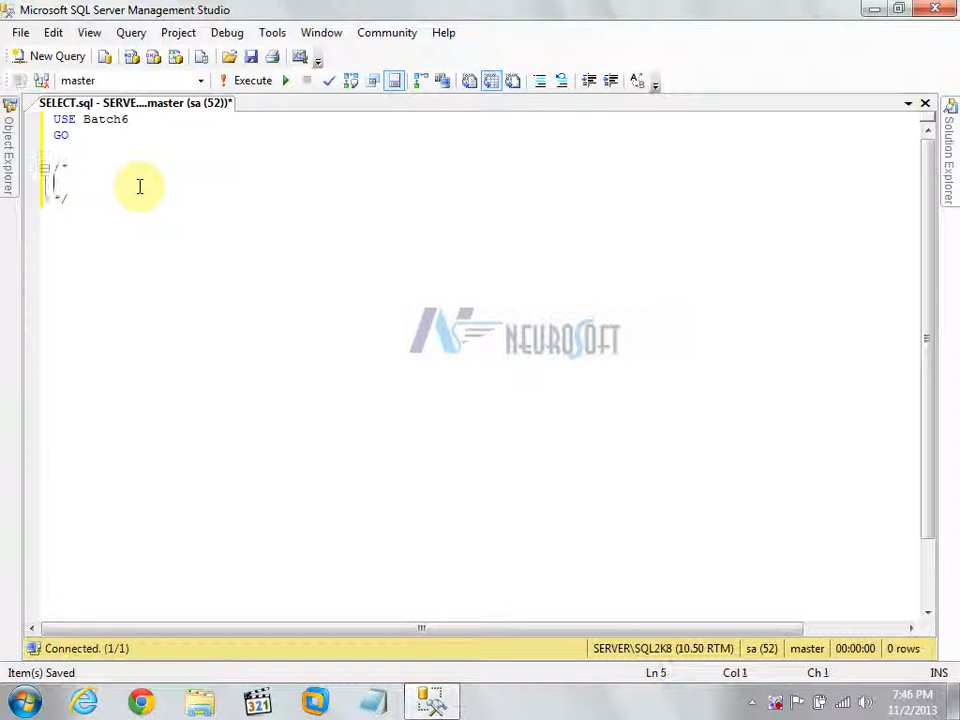 Microsoft SQL Server Management Studio
File Edit View Query Project Debug Tools Window Community Help
New Query
master Execute
SELECT.sql - SERVE....master (sa (52))*
Object Explorer
Solution Explorer
USE Batch6
GO
/*
*/
NEUROSOFT
Connected. (1/1) SERVER\SQL2K8 (10.50 RTM) sa (52) master 00:00:00 0 rows
Item(s) Saved Ln 5 Col 1 Ch 1 INS
321
7:46 PM
11/2/2013